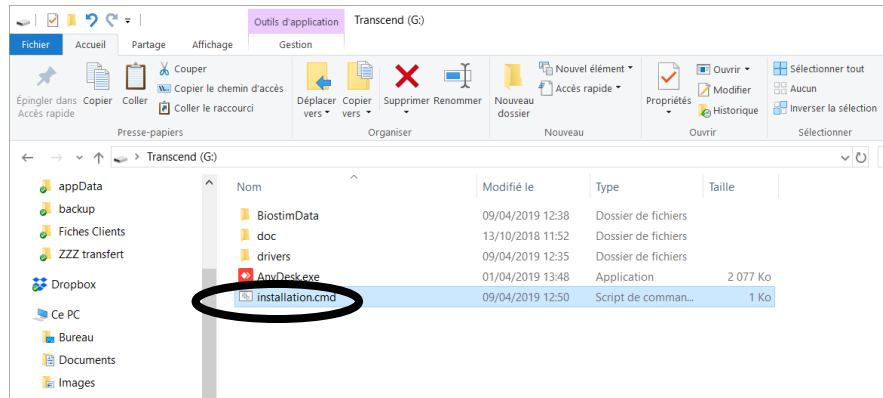 Outils d'application Transcend (G:)
Fichier Accueil Partage Affichage Gestion
Épingler dans Accès rapide
Copier
Coller
Couper
Copier le chemin d'accès
Coller le raccourci
Presse-papiers
Déplacer vers
Copier vers
Supprimer
Renommer
Organiser
Nouveau dossier
Nouvel élément
Accès rapide
Nouveau
Propriétés
Ouvrir
Modifier
Historique
Ouvrir
Sélectionner tout
Aucun
Inverser la sélection
Sélectionner
Transcend (G:)
appData
backup
Fiches Clients
ZZZ transfert
Dropbox
Ce PC
Bureau
Documents
Images
Nom Modifié le Type Taille
BiostimData 09/04/2019 12:38 Dossier de fichiers
doc 13/10/2018 11:52 Dossier de fichiers
drivers 09/04/2019 12:35 Dossier de fichiers
AnyDesk.exe 01/04/2019 13:48 Application 2 077 Ko
installation.cmd 09/04/2019 12:50 Script de comman... 1 Ko